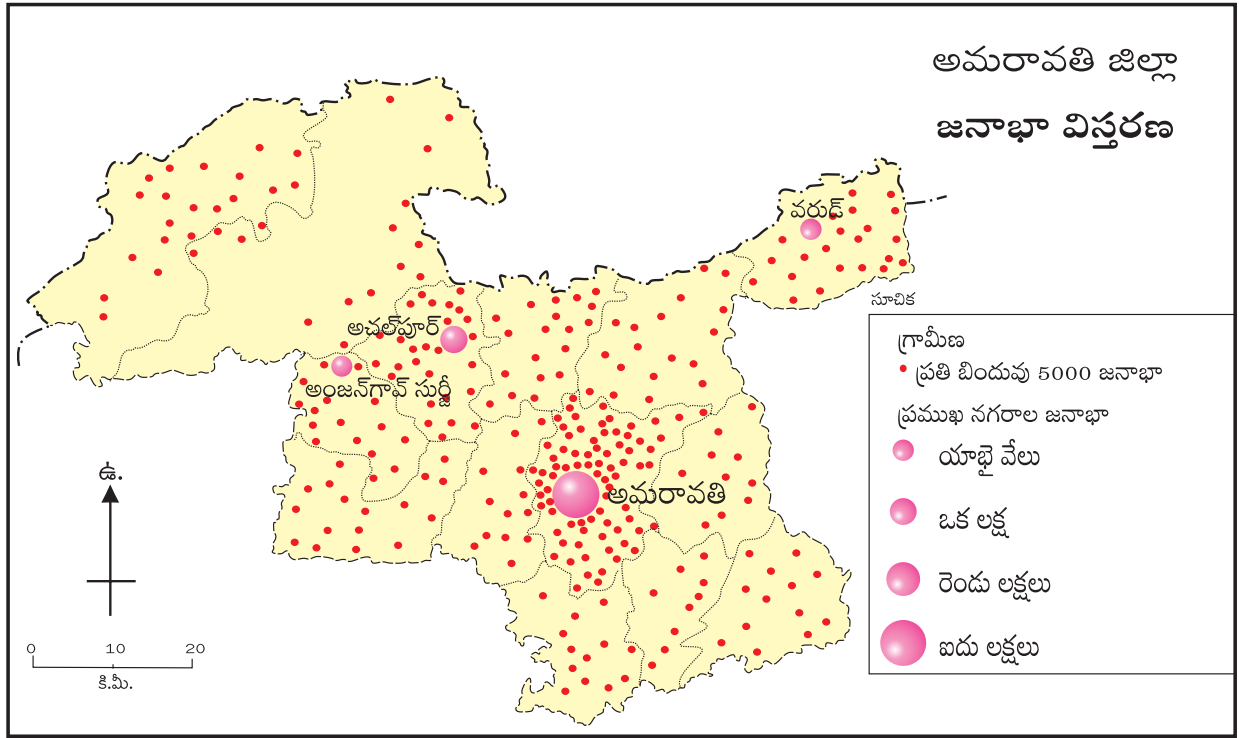 అమరావతి జిల్లా
జనాభా విస్తరణ
వరుడ్
అచల్‌పూర్
అంజన్‌గావ్ సుర్జీ
అమరావతి
ఉ.
0 10 20
కి.మీ.
సూచిక
గ్రామీణ
ప్రతి బిందువు 5000 జనాభా
ప్రముఖ నగరాల జనాభా
యాభై వేలు
ఒక లక్ష
రెండు లక్షలు
ఐదు లక్షలు